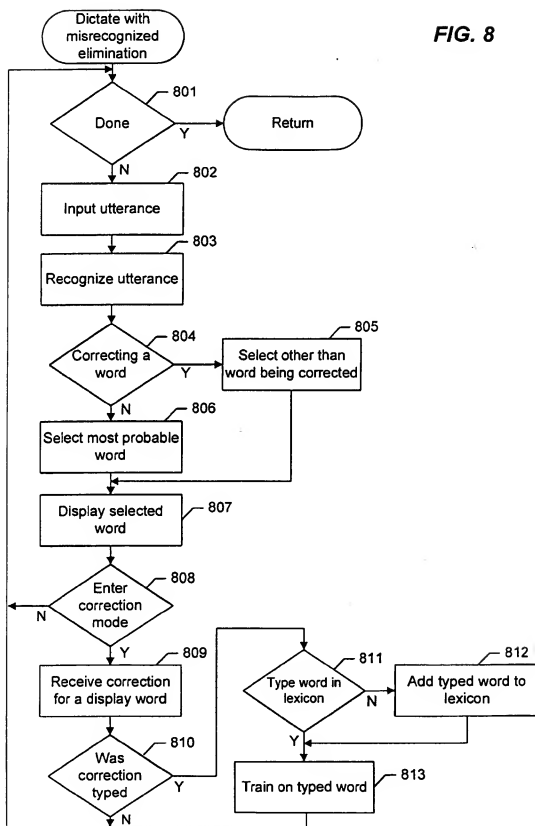 FIG. 8
Dictate with
misrecognized
elimination
801
Done
Y
Return
N
802
Input utterance
803
Recognize utterance
804
Correcting a
word
Y
805
Select other than
word being corrected
N
806
Select most probable
word
Display selected
word
807
808
Enter
correction
mode
N
Y
809
Receive correction
for a display word
810
Was
correction
typed
Y
N
811
Type word in
lexicon
N
812
Add typed word to
lexicon
Y
813
Train on typed word